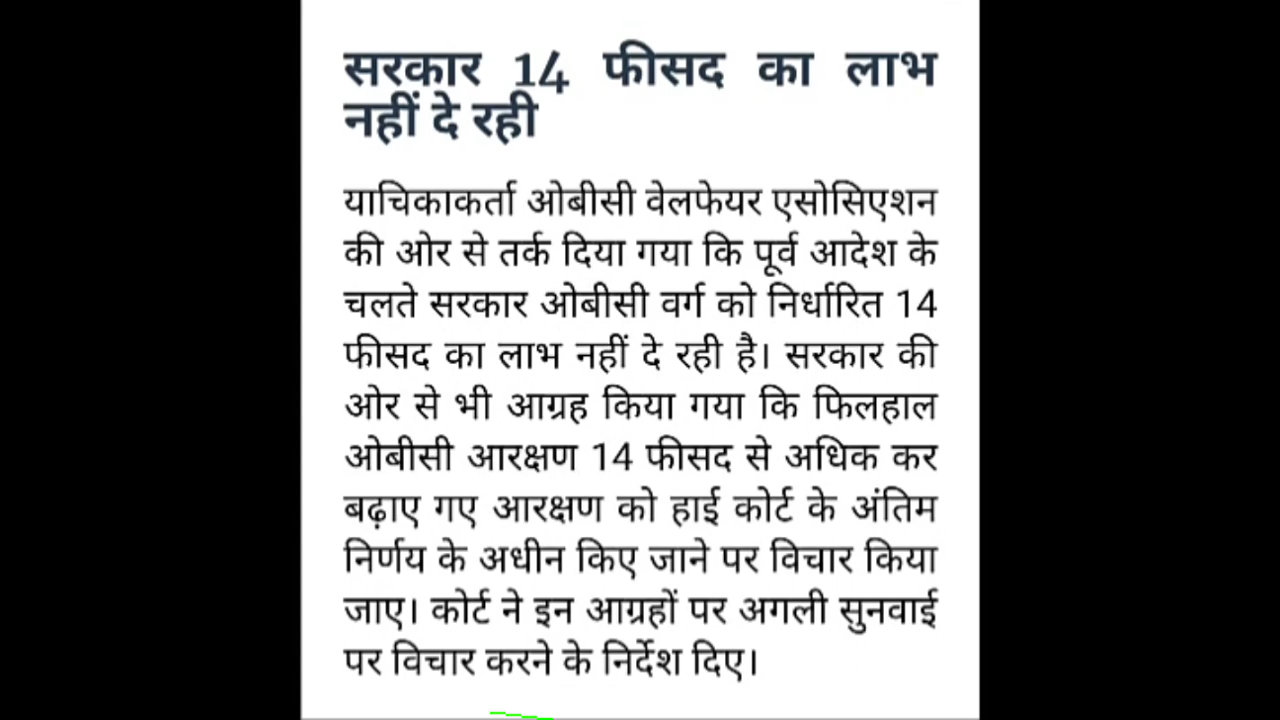 सरकार 14 फीसद का लाभ
नहीं दे रही
याचिकाकर्ता ओबीसी वेलफेयर एसोसिएशन
की ओर से तर्क दिया गया कि पूर्व आदेश के
चलते सरकार ओबीसी वर्ग को निर्धारित 14
फीसद का लाभ नहीं दे रही है। सरकार की
ओर से भी आग्रह किया गया कि फिलहाल
ओबीसी आरक्षण 14 फीसद से अधिक कर
बढ़ाए गए आरक्षण को हाई कोर्ट के अंतिम
निर्णय के अधीन किए जाने पर विचार किया
जाए। कोर्ट ने इन आग्रहों पर अगली सुनवाई
पर विचार करने के निर्देश दिए।